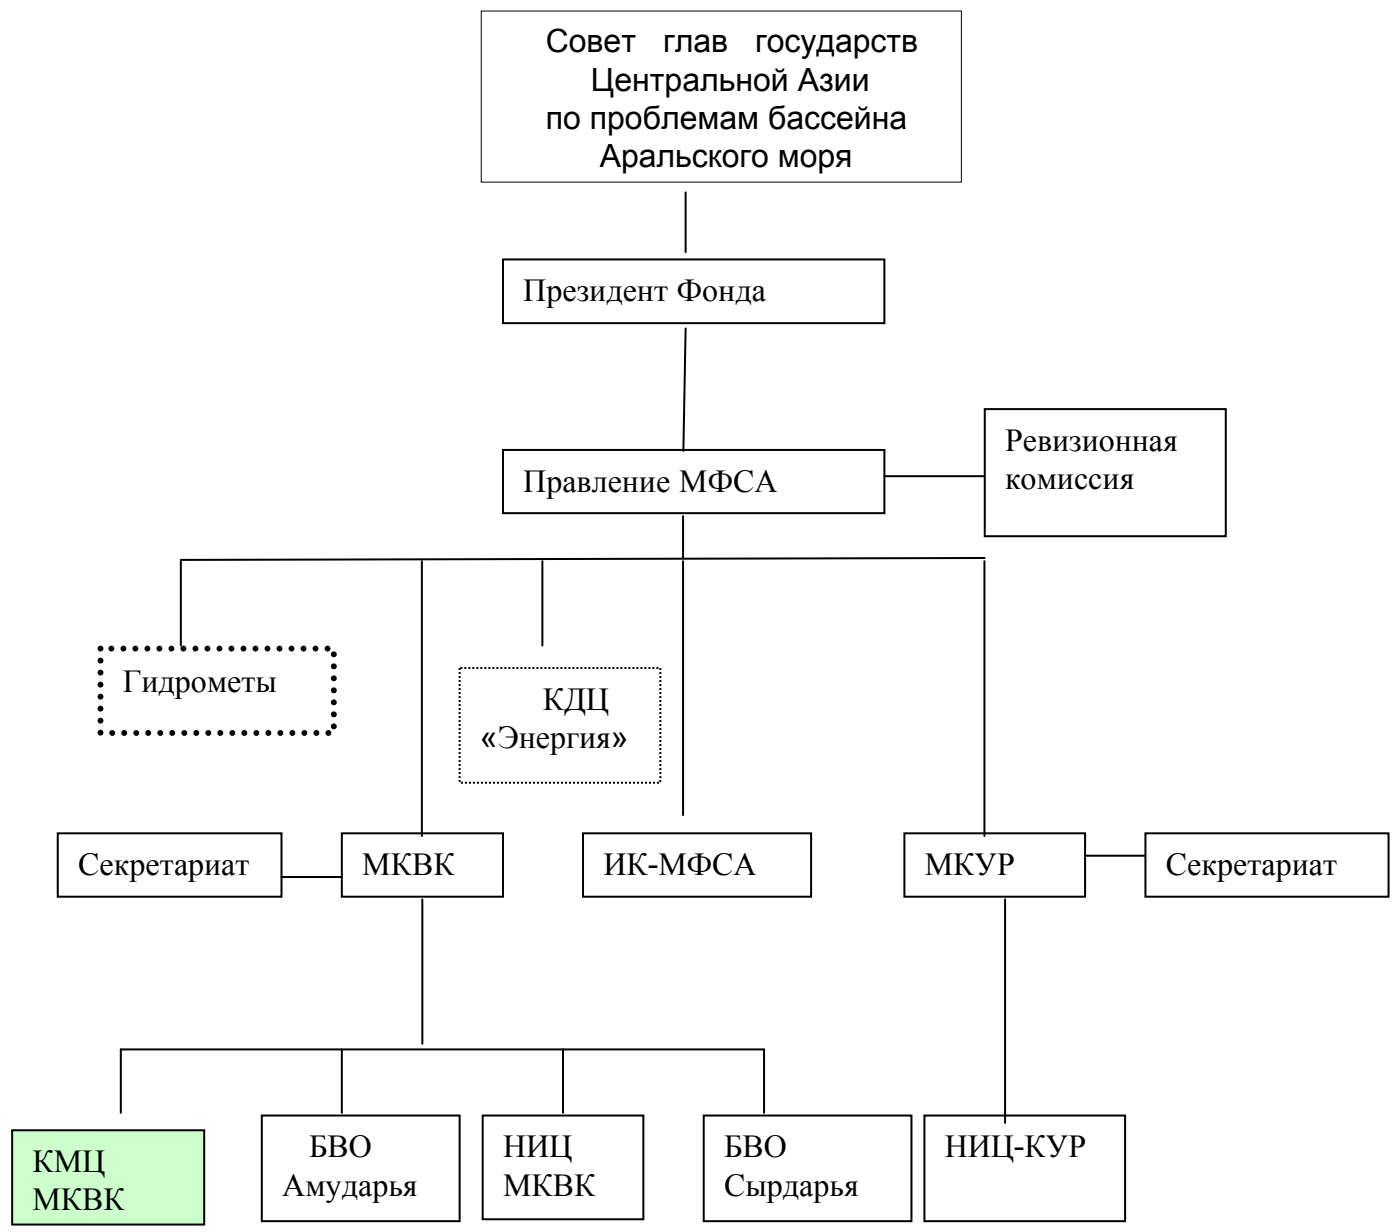 Совет глав государств
Центральной Азии
по проблемам бассейна
Аральского моря
Президент Фонда
Правление МФСА
Ревизионная
комиссия
Гидрометы
КДЦ
«Энергия»
Секретариат
МКВК
ИК-МФСА
МКУР
Секретариат
КМЦ
МКВК
БВО
Амударья
НИЦ
МКВК
БВО
Сырдарья
НИЦ-КУР